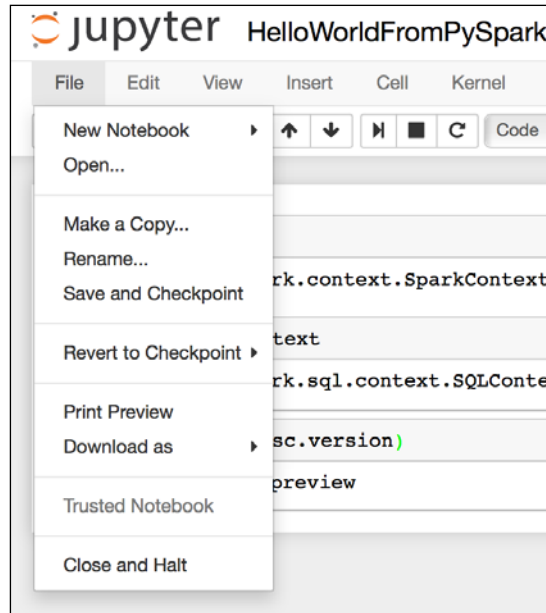 jupyter HelloWorldFromPySpark
File Edit View Insert Cell Kernel
New Notebook
Code
Open...
Make a Copy...
Rename...
rk.context.SparkContext
Save and Checkpoint
text
Revert to Checkpoint
rk.sql.context.SQLConte
Print Preview
Download as
sc.version)
preview
Trusted Notebook
Close and Halt